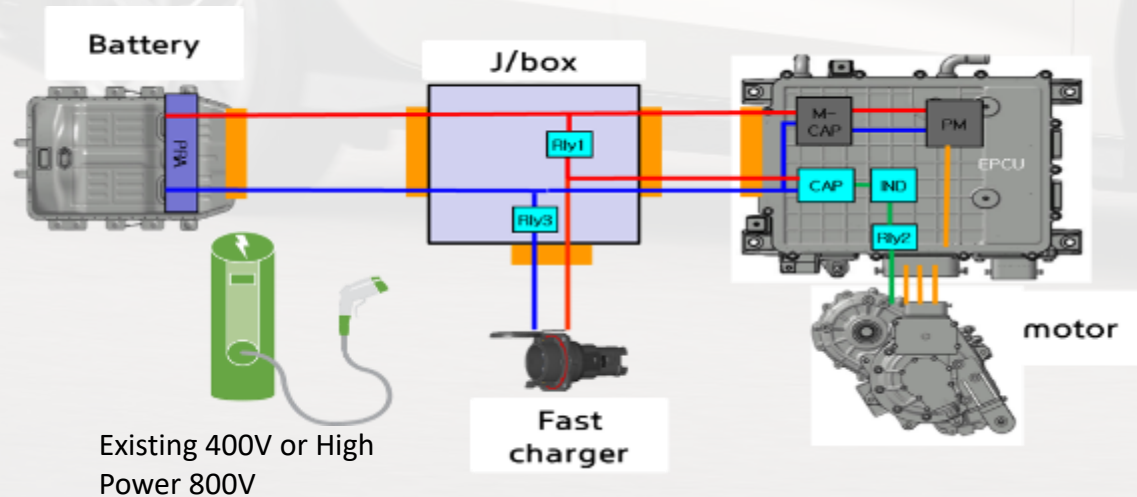 Battery
J/box
PRA
Rly1
Rly3
M-
CAP
PM
EPCU
CAP
IND
Rly2
motor
Fast
charger
Existing 400V or High
Power 800V